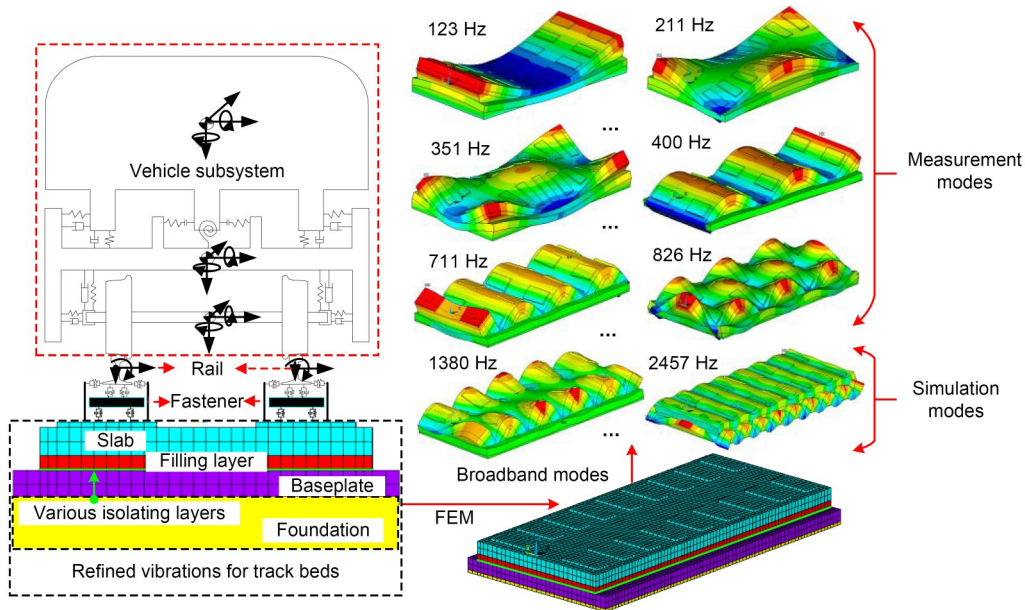 123 Hz
211 Hz
Vehicle subsystem
...
351 Hz
400 Hz
Measurement
modes
...
711 Hz
826 Hz
...
1380 Hz
2457 Hz
Rail
Fastener
Simulation
modes
Slab
...
Filling layer
Broadband modes
Baseplate
Various isolating layers
FEM
Foundation
Refined vibrations for track beds